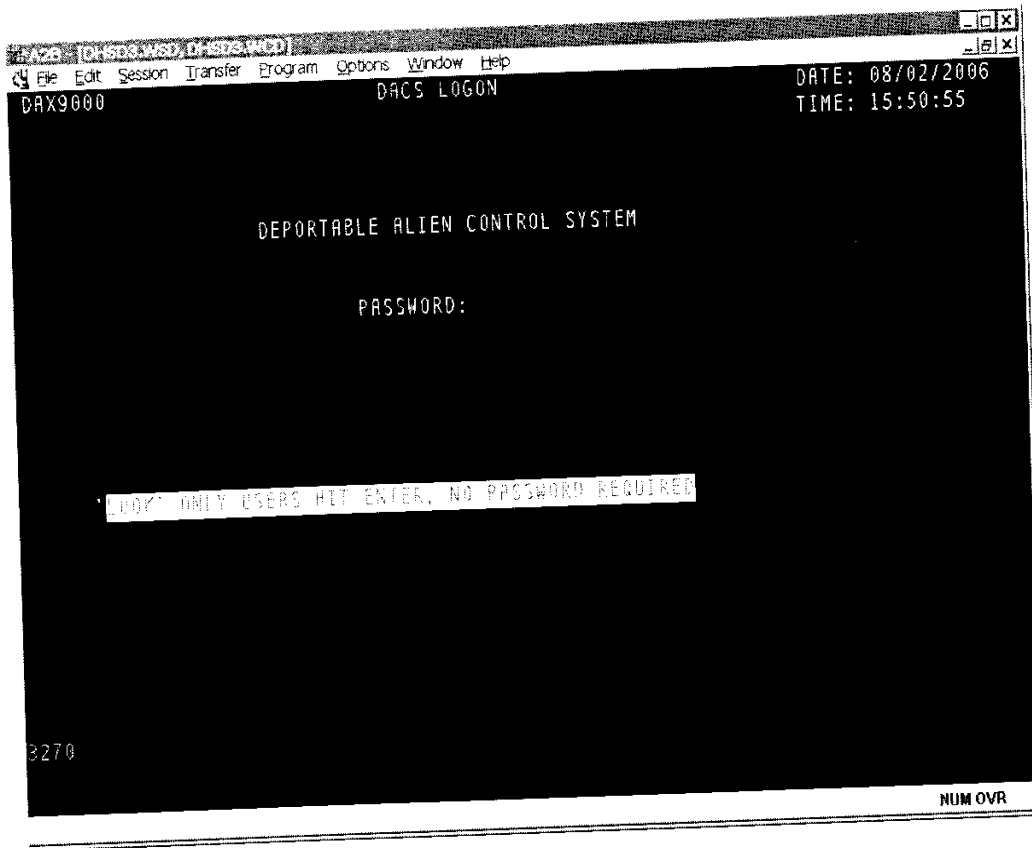 A2B - [DHSD3.WSD, DHSD3.WCD]
File Edit Session Transfer Program Options Window Help
DAX9000 DACS LOGON DATE: 08/02/2006
TIME: 15:50:55
DEPORTABLE ALIEN CONTROL SYSTEM
PASSWORD:
'LOOK' ONLY USERS HIT ENTER, NO PASSWORD REQUIRED
3270
NUM OVR